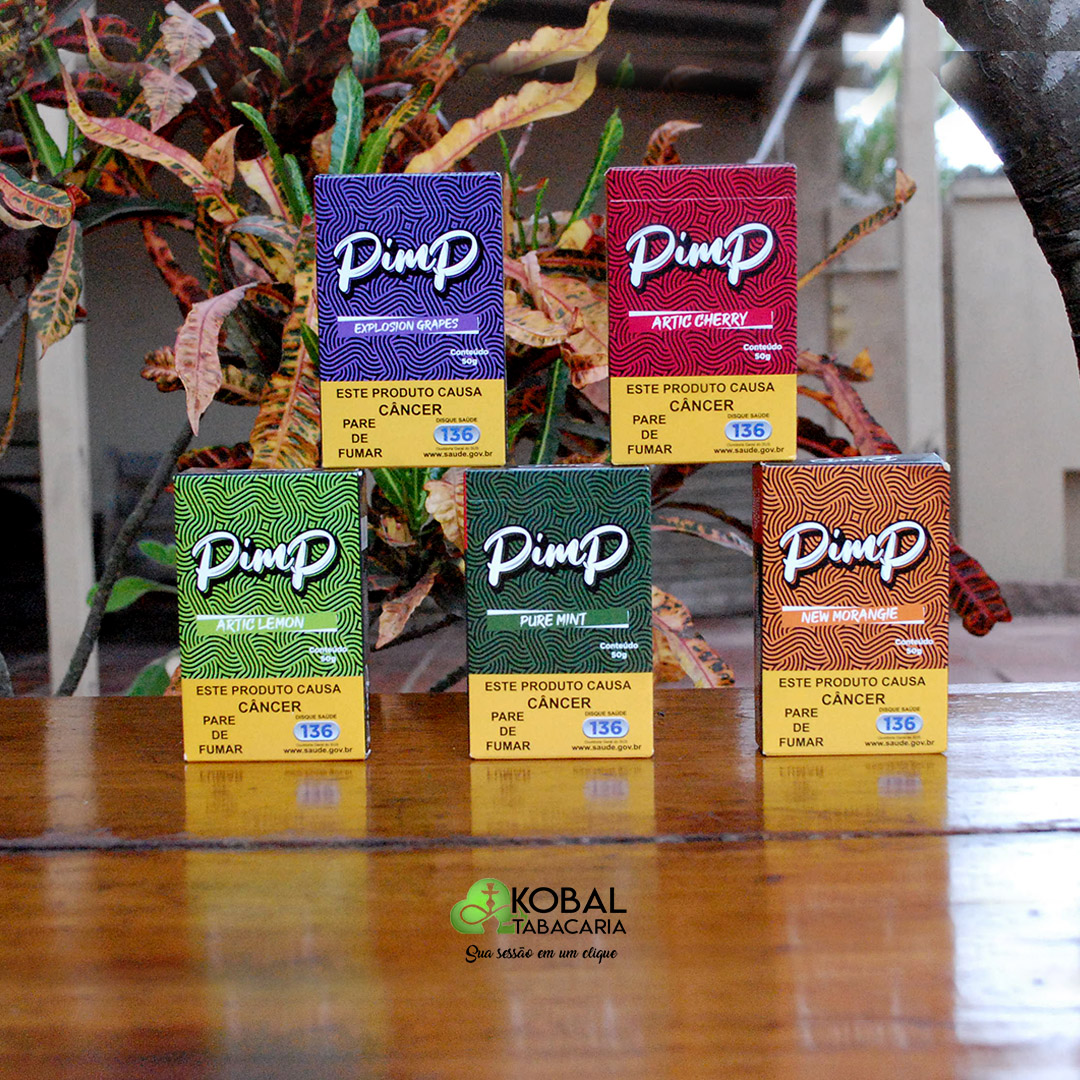 PimP
EXPLOSION GRAPES
Conteúdo
50g
ESTE PRODUTO CAUSA
CÂNCER
PARE
DE
FUMAR
DISQUE SAÚDE
136
www.saude.gov.br
PimP
ARTIC CHERRY
Conteúdo
50g
ESTE PRODUTO CAUSA
CÂNCER
PARE
DE
FUMAR
DISQUE SAÚDE
136
www.saude.gov.br
PimP
ARTIC LEMON
Conteúdo
50g
ESTE PRODUTO CAUSA
CÂNCER
PARE
DE
FUMAR
DISQUE SAÚDE
136
www.saude.gov.br
PimP
PURE MINT
Conteúdo
50g
ESTE PRODUTO CAUSA
CÂNCER
PARE
DE
FUMAR
DISQUE SAÚDE
136
www.saude.gov.br
PimP
NEW MORANGIE
Conteúdo
50g
ESTE PRODUTO CAUSA
CÂNCER
PARE
DE
FUMAR
DISQUE SAÚDE
136
www.saude.gov.br
KOBAL
TABACARIA
Sua sessão em um clique